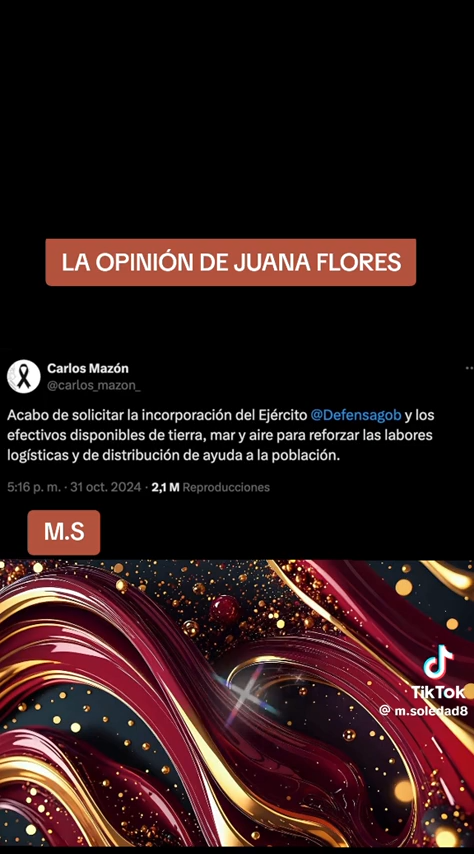 LA OPINIÓN DE JUANA FLORES
Carlos Mazón
@carlos_mazon_
Acabo de solicitar la incorporación del Ejército @Defensagob y los
efectivos disponibles de tierra, mar y aire para reforzar las labores
logísticas y de distribución de ayuda a la población.
5:16 p. m. · 31 oct. 2024 · 2,1 M Reproducciones
M.S
TikTok
@ m.soledad8